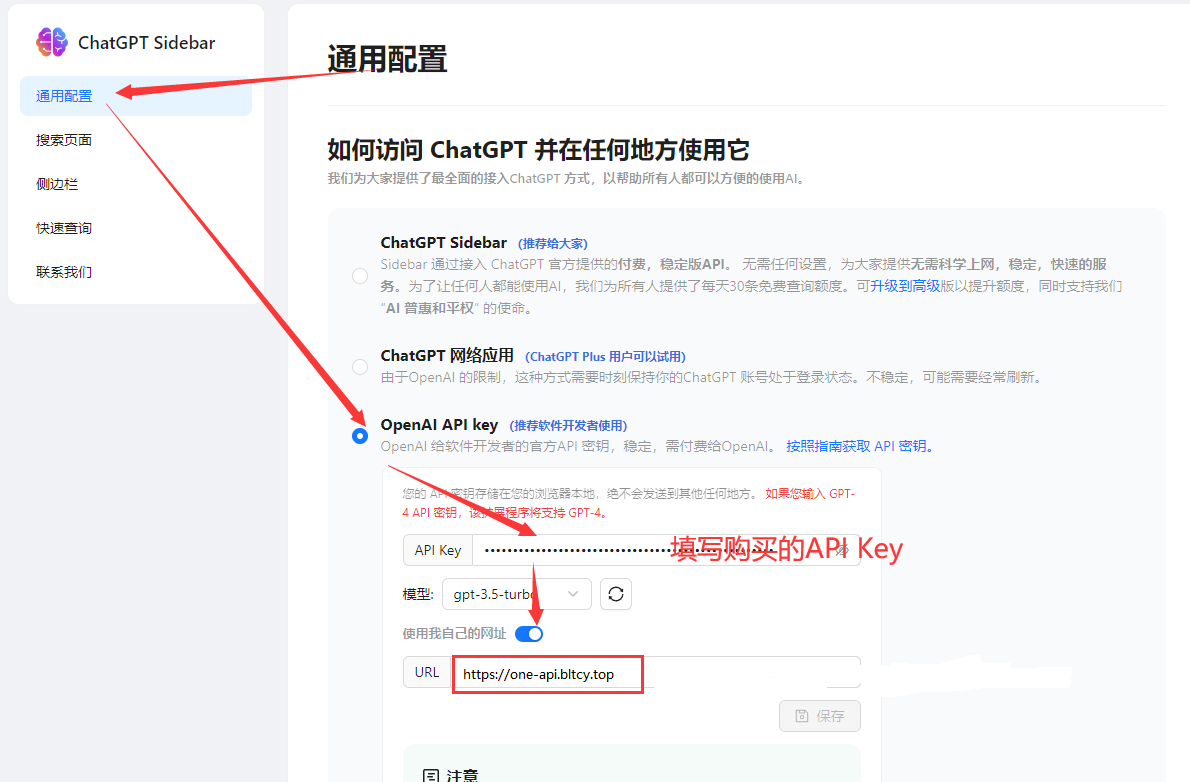 ChatGPT Sidebar
通用配置
搜索页面
侧边栏
快速查询
联系我们
通用配置
如何访问 ChatGPT 并在任何地方使用它
我们为大家提供了最全面的接入ChatGPT 方式，以帮助所有人都可以方便的使用AI。
ChatGPT Sidebar (推荐给大家)
Sidebar 通过接入 ChatGPT 官方提供的付费，稳定版API。 无需任何设置，为大家提供无需科学上网，稳定，快速的服
务。为了让任何人都能使用AI，我们为所有人提供了每天30条免费查询额度。可升级到高级版以提升额度，同时支持我们
“AI 普惠和平权” 的使命。
ChatGPT 网络应用 (ChatGPT Plus 用户可以试用)
由于OpenAI 的限制，这种方式需要时刻保持你的ChatGPT 账号处于登录状态。不稳定，可能需要经常刷新。
OpenAI API key (推荐软件开发者使用)
OpenAI 给软件开发者的官方API 密钥，稳定，需付费给OpenAI。 按照指南获取 API 密钥。
您的 API 密钥存储在您的浏览器本地，绝不会发送到其他任何地方。 如果您输入 GPT-
4 API 密钥，该扩展程序将支持 GPT-4。
API Key
填写购买的API Key
模型: gpt-3.5-turbo
使用我自己的网址
URL https://one-api.bltcy.top
保存
注意